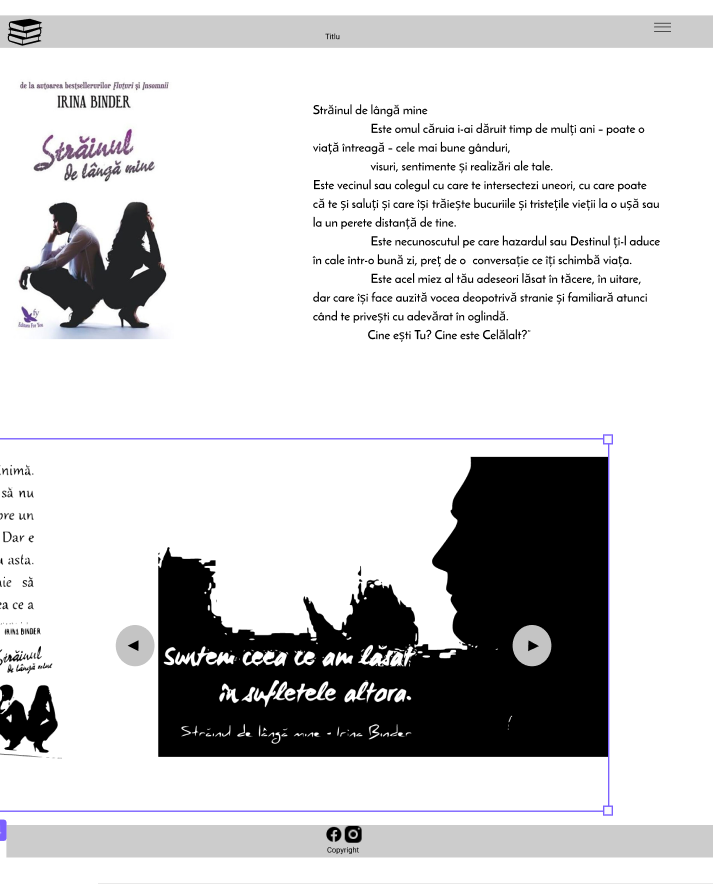 Titlu
de la autoarea bestsellerurilor Fluturi și Insomnii
IRINA BINDER
Străinul
de lângă mine
Editura For You
Străinul de lângă mine
Este omul căruia i-ai dăruit timp de mulți ani – poate o
viață întreagă – cele mai bune gânduri,
visuri, sentimente și realizări ale tale.
Este vecinul sau colegul cu care te intersectezi uneori, cu care poate
că te și saluți și care își trăiește bucuriile și tristețile vieții la o ușă sau
la un perete distanță de tine.
Este necunoscutul pe care hazardul sau Destinul ți-l aduce
în cale într-o bună zi, preț de o  conversație ce îți schimbă viața.
Este acel miez al tău adeseori lăsat în tăcere, în uitare,
dar care își face auzită vocea deopotrivă stranie și familiară atunci
când te privești cu adevărat în oglindă.
Cine ești Tu? Cine este Celălalt?"
inimă.
să nu
pre un
Dar e
u asta.
nie să
ea ce a
IRINA BINDER
Străinul
de lângă mine
Suntem ceea ce am lăsat
în sufletele altora.
Străinul de lângă mine - Irina Binder
Copyright